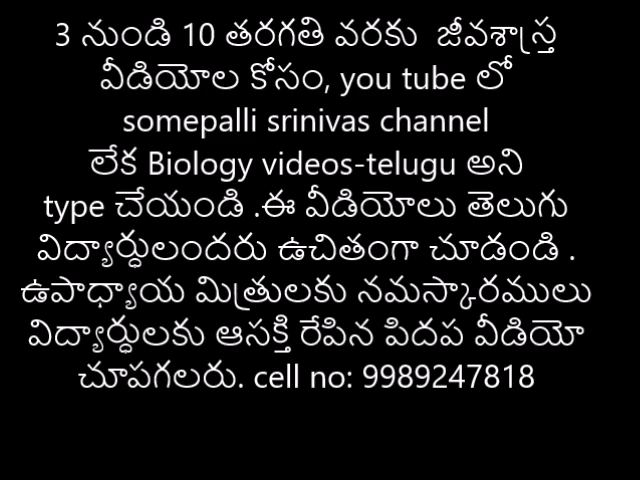 3 నుండి 10 తరగతి వరకు జీవశాస్త్ర
వీడియోల కోసం, you tube లో
somepalli srinivas channel
లేక Biology videos-telugu అని
type చేయండి .ఈ వీడియోలు తెలుగు
విద్యార్ధులందరు ఉచితంగా చూడండి .
ఉపాధ్యాయ మిత్రులకు నమస్కారములు
విద్యార్ధులకు ఆసక్తి రేపిన పిదప వీడియో
చూపగలరు. cell no: 9989247818